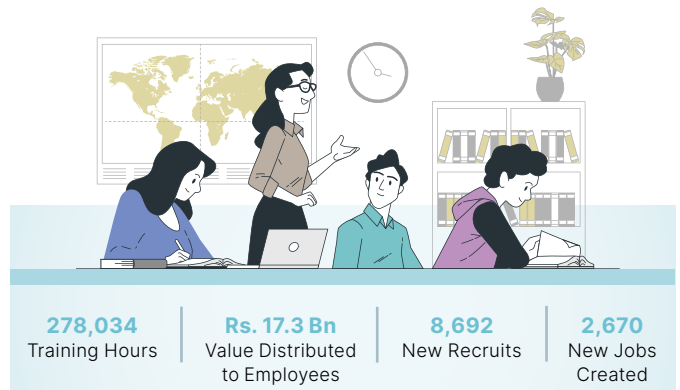 278,034
Training Hours
Rs. 17.3 Bn
Value Distributed
to Employees
8,692
New Recruits
2,670
New Jobs
Created